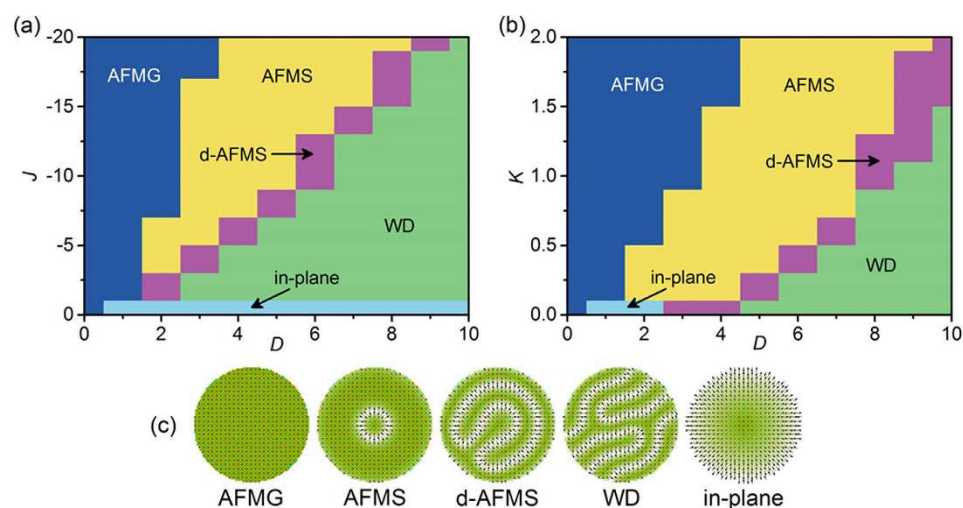 (a)
-20
-15
-10
-5
0
J
AFMG
AFMS
d-AFMS
WD
in-plane
0 2 4 6 8 10
D
(b)
2.0
1.5
1.0
0.5
0.0
K
AFMG
AFMS
d-AFMS
in-plane
WD
0 2 4 6 8 10
D
(c)
AFMG AFMS d-AFMS WD in-plane